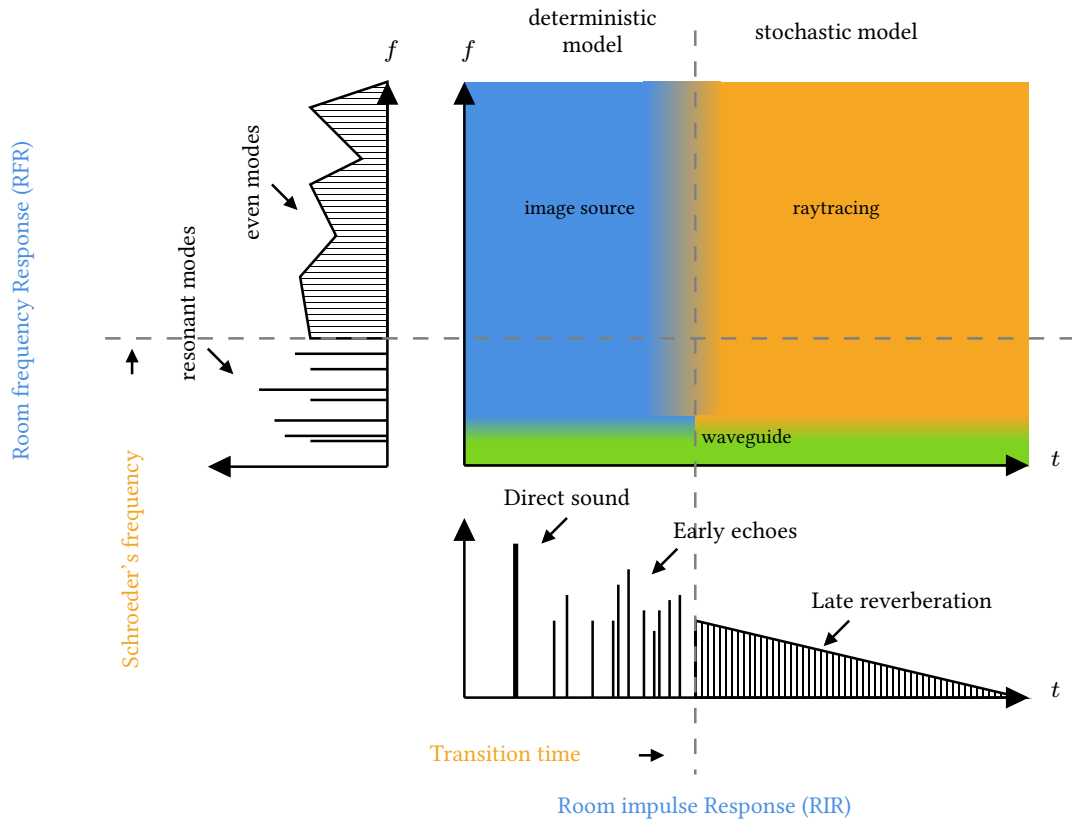 deterministic
model
stochastic model
f
f
Room frequency Response (RFR)
even modes
resonant modes
image source
raytracing
waveguide
t
Schroeder's frequency
Direct sound
Early echoes
Late reverberation
t
Transition time
Room impulse Response (RIR)